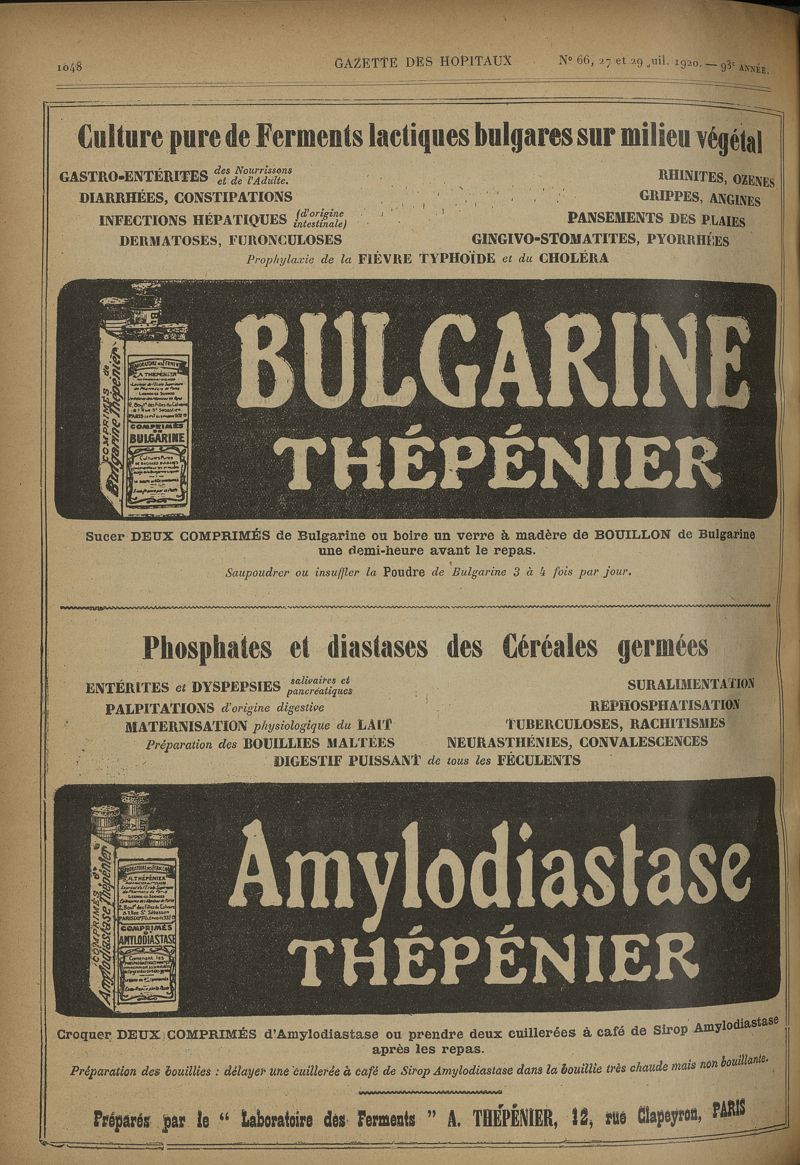 1048
GAZETTE DES HOPITAUX
N° 66, 27 et 29 Juil. 1920. — 93e ANNÉE.
Culture pure de Ferments lactiques bulgares sur milieu végétal
GASTRO-ENTÉRITES des Nourrissons et de l'Adulte.
RHINITES, OZENES
DIARRHÉES, CONSTIPATIONS
GRIPPES, ANGINES
INFECTIONS HÉPATIQUES (d'origine intestinale)
PANSEMENTS DES PLAIES
DERMATOSES, FURONCULOSES
GINGIVO-STOMATITES, PYORRHÉES
Prophylaxie de la FIÈVRE TYPHOÏDE et du CHOLÉRA
COMPRIMÉS de
Bulgarine Thépénier
A. THÉPÉNIER
COMPRIMÉS
BULGARINE
BULGARINE
THÉPÉNIER
Sucer DEUX COMPRIMÉS de Bulgarine ou boire un verre à madère de BOUILLON de Bulgarine
une demi-heure avant le repas.
Saupoudrer ou insuffler la Poudre de Bulgarine 3 à 4 fois par jour.
Phosphates et diastases des Céréales germées
ENTÉRITES et DYSPEPSIES salivaires et pancréatiques
SURALIMENTATION
PALPITATIONS d'origine digestive
REPHOSPHATISATION
MATERNISATION physiologique du LAIT
TUBERCULOSES, RACHITISMES
Préparation des BOUILLIES MALTÉES
NEURASTHÉNIES, CONVALESCENCES
DIGESTIF PUISSANT de tous les FÉCULENTS
COMPRIMÉS d'
Amylodiastase Thépénier
A. THÉPÉNIER
COMPRIMÉS
AMYLODIASTASE
Contenant les
Amylodiastase
THÉPÉNIER
Croquer DEUX COMPRIMÉS d'Amylodiastase ou prendre deux cuillerées à café de Sirop Amylodiastase
après les repas.
Préparation des bouillies : délayer une cuillerée à café de Sirop Amylodiastase dans la bouillie très chaude mais non bouillante.
Préparés par le “ Laboratoire des Ferments ” A. THÉPÉNIER, 12, rue Clapeyron, PARIS